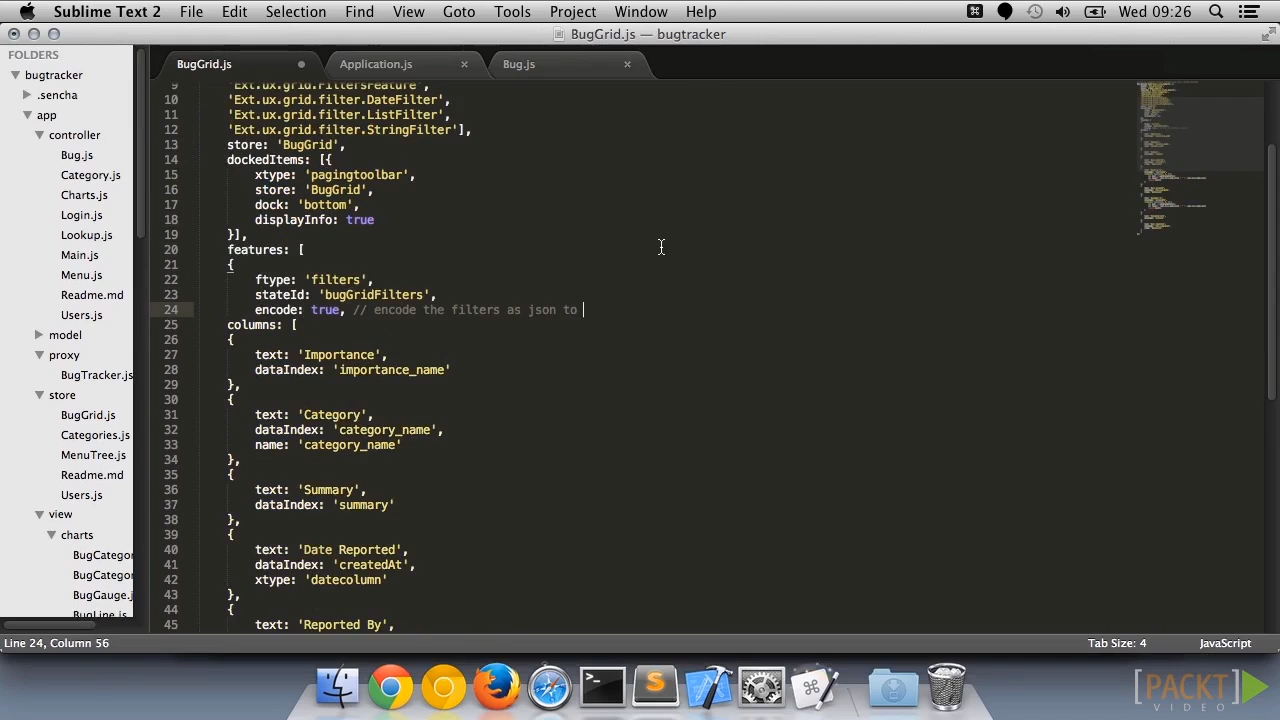 Sublime Text 2 File Edit Selection Find View Goto Tools Project Window Help Wed 09:26
BugGrid.js — bugtracker
FOLDERS
bugtracker
.sencha
app
controller
Bug.js
Category.js
Charts.js
Login.js
Lookup.js
Main.js
Menu.js
Readme.md
Users.js
model
proxy
BugTracker.js
store
BugGrid.js
Categories.js
MenuTree.js
Readme.md
Users.js
view
charts
BugCategor
BugCategor
BugGauge.j
BugLine.js
BugGrid.js Application.js Bug.js
9 'Ext.ux.grid.FiltersFeature',
10 'Ext.ux.grid.filter.DateFilter',
11 'Ext.ux.grid.filter.ListFilter',
12 'Ext.ux.grid.filter.StringFilter'],
13 store: 'BugGrid',
14 dockedItems: [{
15 xtype: 'pagingtoolbar',
16 store: 'BugGrid',
17 dock: 'bottom',
18 displayInfo: true
19 }],
20 features: [
21 {
22 ftype: 'filters',
23 stateId: 'bugGridFilters',
24 encode: true, // encode the filters as json to
25 columns: [
26 {
27 text: 'Importance',
28 dataIndex: 'importance_name'
29 },
30 {
31 text: 'Category',
32 dataIndex: 'category_name',
33 name: 'category_name'
34 },
35 {
36 text: 'Summary',
37 dataIndex: 'summary'
38 },
39 {
40 text: 'Date Reported',
41 dataIndex: 'createdAt',
42 xtype: 'datecolumn'
43 },
44 {
45 text: 'Reported By',
Line 24, Column 56 Tab Size: 4 JavaScript
[PACKT]
VIDEO